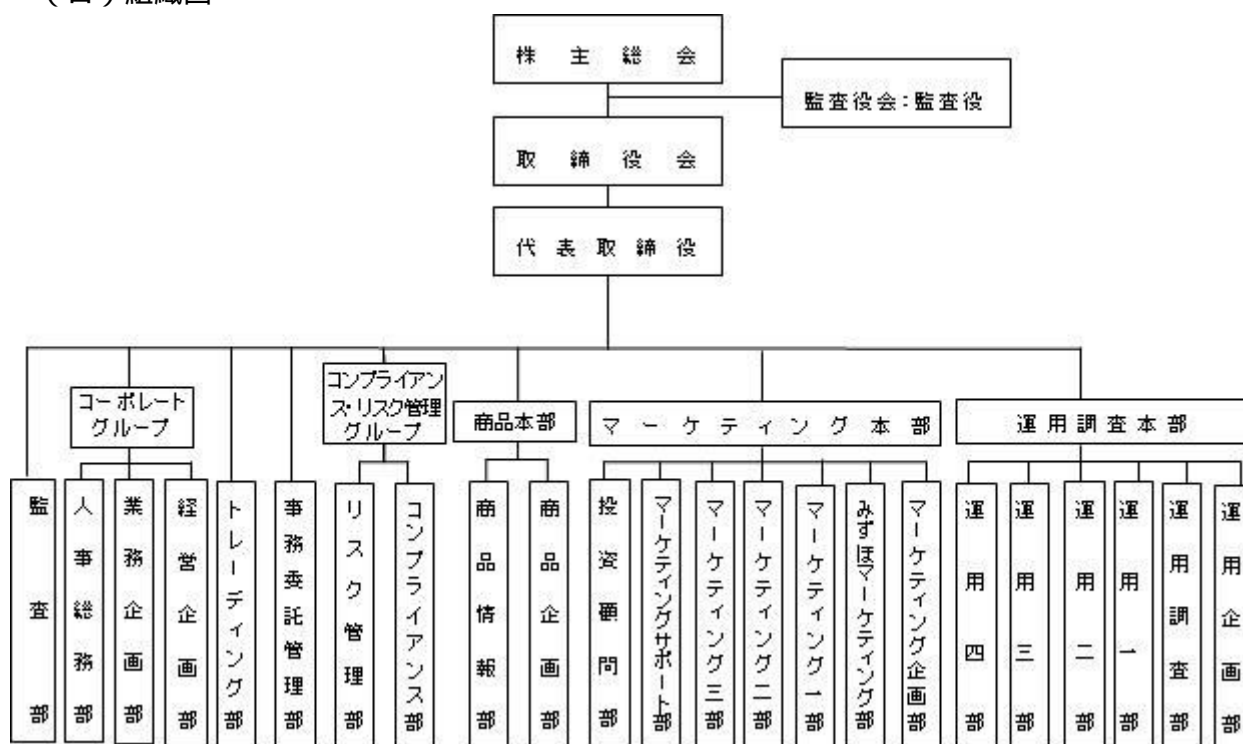 株主総会
監査役会:監査役
取締役会
代表取締役
コーポレート
グループ
コンプライアン
ス・リスク管理
グループ
商品本部
マーケティング本部
運用調査本部
監査部
人事総務部
業務企画部
経営企画部
トレーディング部
事務委託管理部
リスク管理部
コンプライアンス部
商品情報部
商品企画部
投資顧問部
マーケティングサポート部
マーケティング三部
マーケティング二部
マーケティング一部
みずほマーケティング部
マーケティング企画部
運用四部
運用三部
運用二部
運用一部
運用調査部
運用企画部